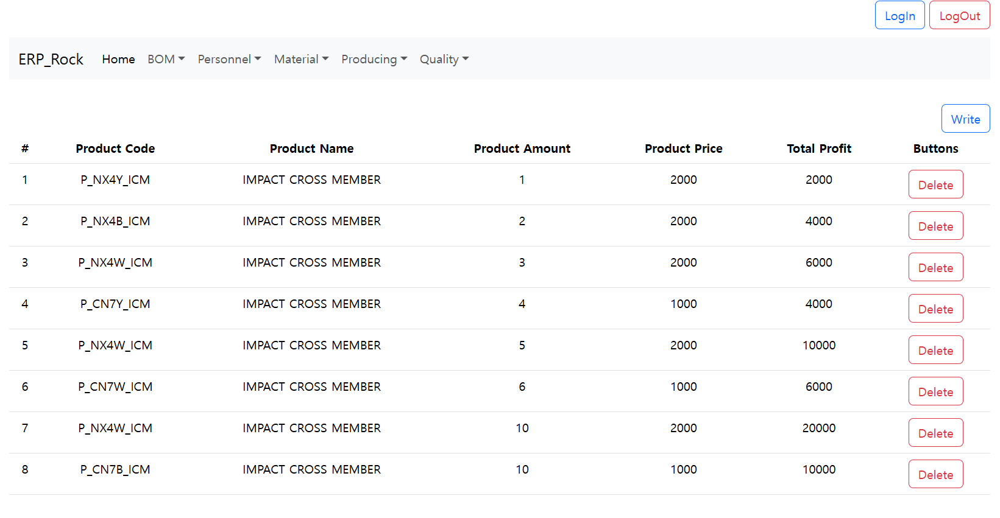 LogIn LogOut
ERP_Rock Home BOM Personnel Material Producing Quality
Write
# Product Code Product Name Product Amount Product Price Total Profit Buttons
1 P_NX4Y_ICM IMPACT CROSS MEMBER 1 2000 2000 Delete
2 P_NX4B_ICM IMPACT CROSS MEMBER 2 2000 4000 Delete
3 P_NX4W_ICM IMPACT CROSS MEMBER 3 2000 6000 Delete
4 P_CN7Y_ICM IMPACT CROSS MEMBER 4 1000 4000 Delete
5 P_NX4W_ICM IMPACT CROSS MEMBER 5 2000 10000 Delete
6 P_CN7W_ICM IMPACT CROSS MEMBER 6 1000 6000 Delete
7 P_NX4W_ICM IMPACT CROSS MEMBER 10 2000 20000 Delete
8 P_CN7B_ICM IMPACT CROSS MEMBER 10 1000 10000 Delete